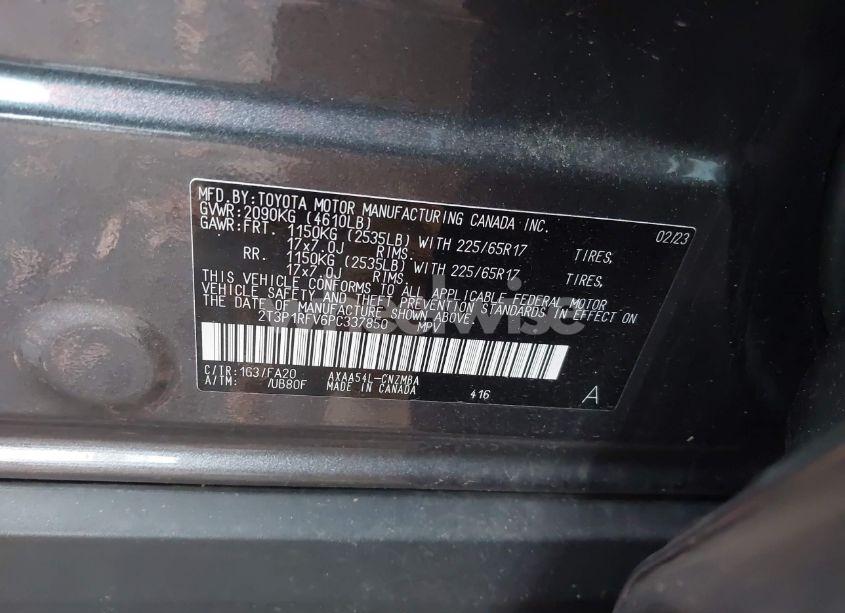 MFD.BY:TOYOTA MOTOR MANUFACTURING CANADA INC.
GVWR:2090KG (4610LB) 02/23
GAWR:FRT. 1150KG (2535LB) WITH 225/65R17 TIRES,
17x7.0J RIMS.
RR. 1150KG (2535LB) WITH 225/65R17 TIRES,
17x7.0J RIMS.
THIS VEHICLE CONFORMS TO ALL APPLICABLE FEDERAL MOTOR
VEHICLE SAFETY AND THEFT PREVENTION STANDARDS IN EFFECT ON
THE DATE OF MANUFACTURE SHOWN ABOVE.
2T3P1RFV6PC337850 MPV
C/TR:1G3/FA20 AXAA54L-CNZMBA
A/TM: /UB80F MADE IN CANADA 416 A